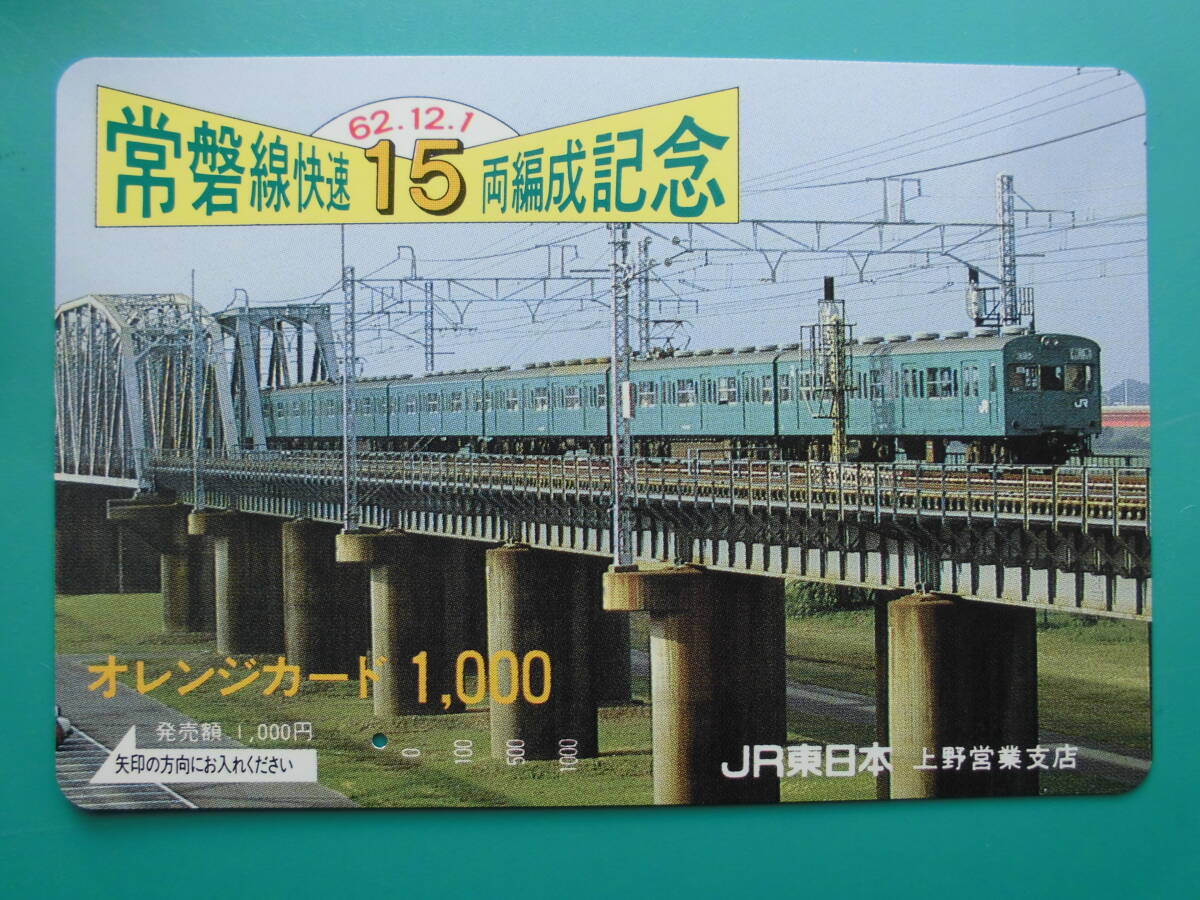 62.12.1
常磐線快速15両編成記念
JR
オレンジカード 1,000
発売額 1,000円
矢印の方向にお入れください
0 100 500 1000
JR東日本 上野営業支店